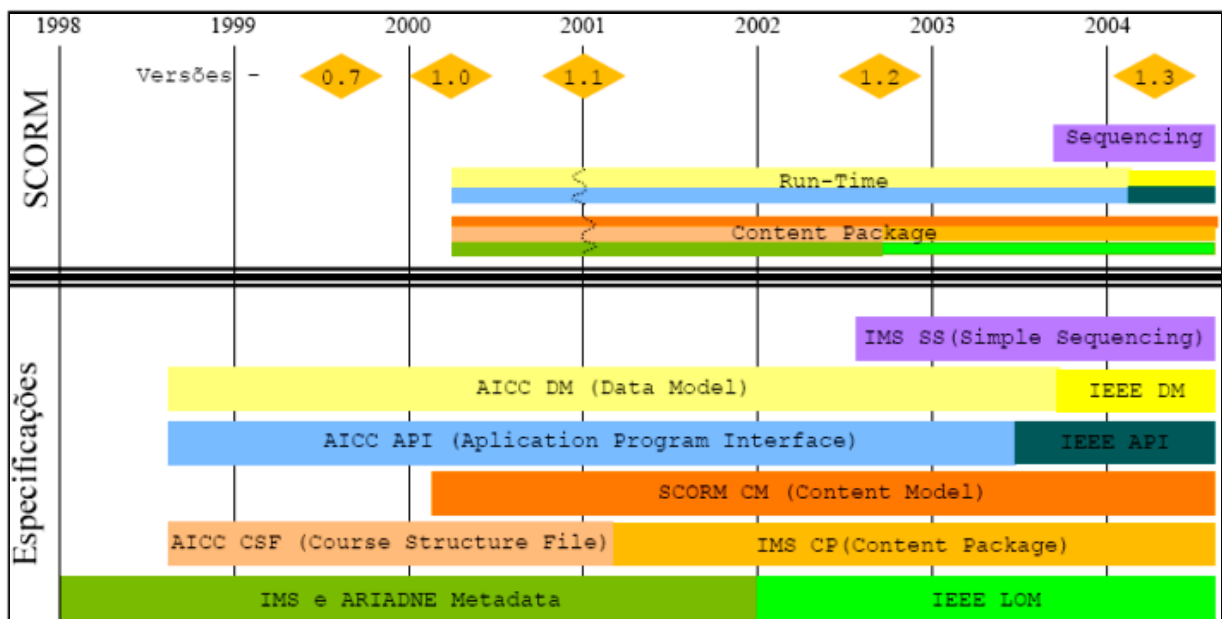 1998 1999 2000 2001 2002 2003 2004
Versões - 0.7 1.0 1.1 1.2 1.3
SCORM
Sequencing
Run-Time
Content Package
Especificações
IMS SS(Simple Sequencing)
AICC DM (Data Model) IEEE DM
AICC API (Aplication Program Interface) IEEE API
SCORM CM (Content Model)
AICC CSF (Course Structure File) IMS CP(Content Package)
IMS e ARIADNE Metadata IEEE LOM